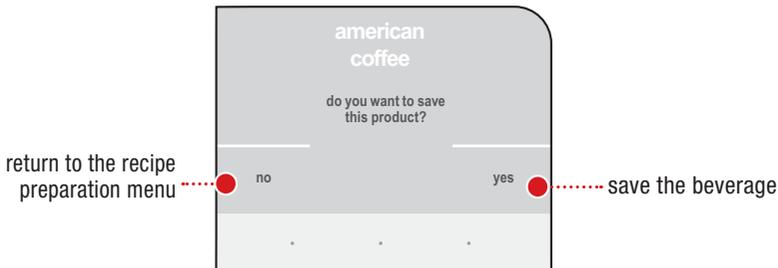 american
coffee
do you want to save
this product?
return to the recipe
preparation menu
no
yes
save the beverage